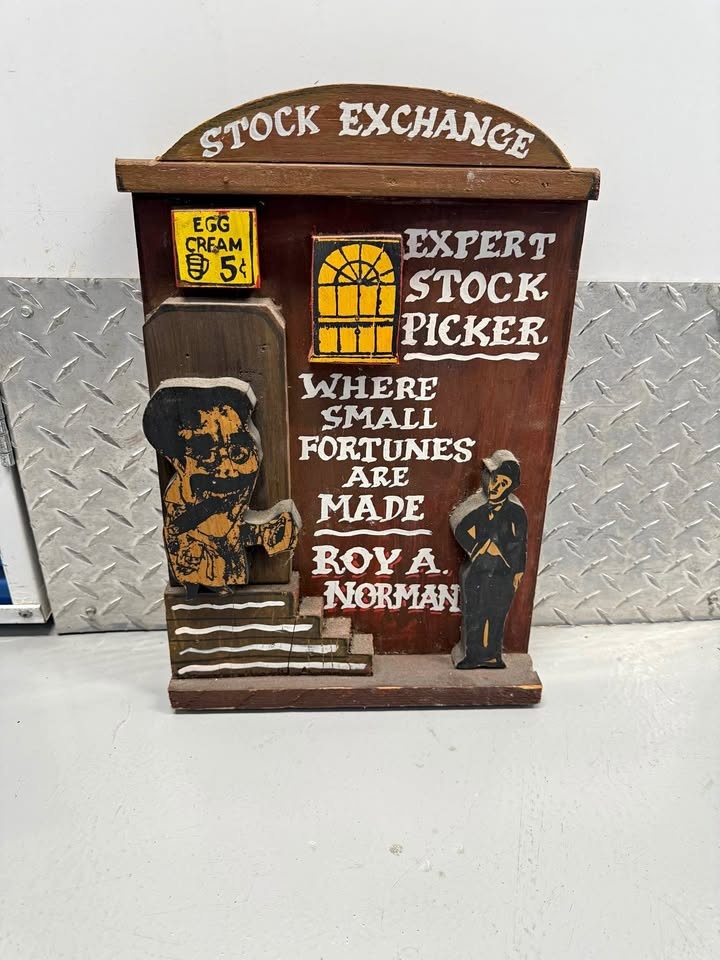 STOCK EXCHANGE
EGG
CREAM
5¢
EXPERT
STOCK
PICKER
WHERE
SMALL
FORTUNES
ARE
MADE
ROY A.
NORMAN